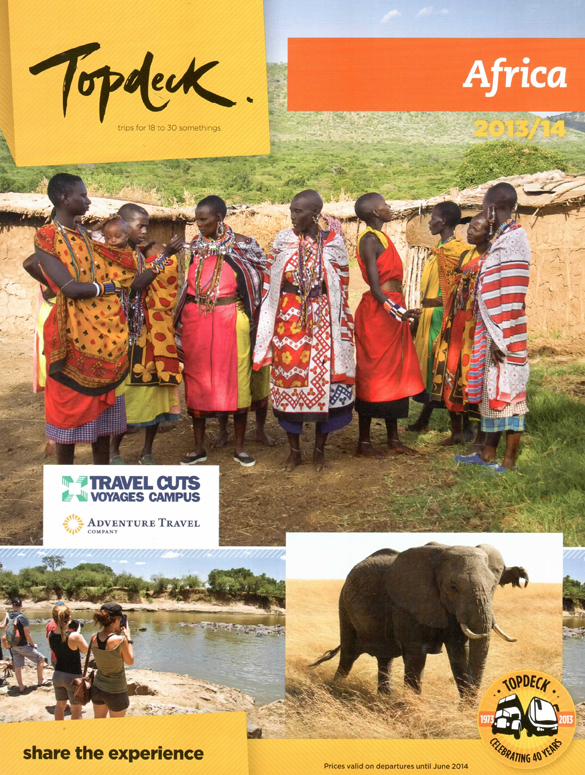 Topdeck.
trips for 18 to 30 somethings
Africa
2013/14
TRAVEL CUTS
VOYAGES CAMPUS
ADVENTURE TRAVEL
COMPANY
share the experience
Prices valid on departures until June 2014
TOPDECK
1973 2013
CELEBRATING 40 YEARS